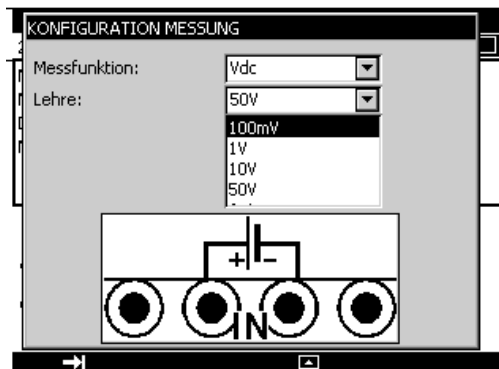 KONFIGURATION MESSUNG
Messfunktion: Vdc
Lehre: 50V
100mV
1V
10V
50V
+ -
IN